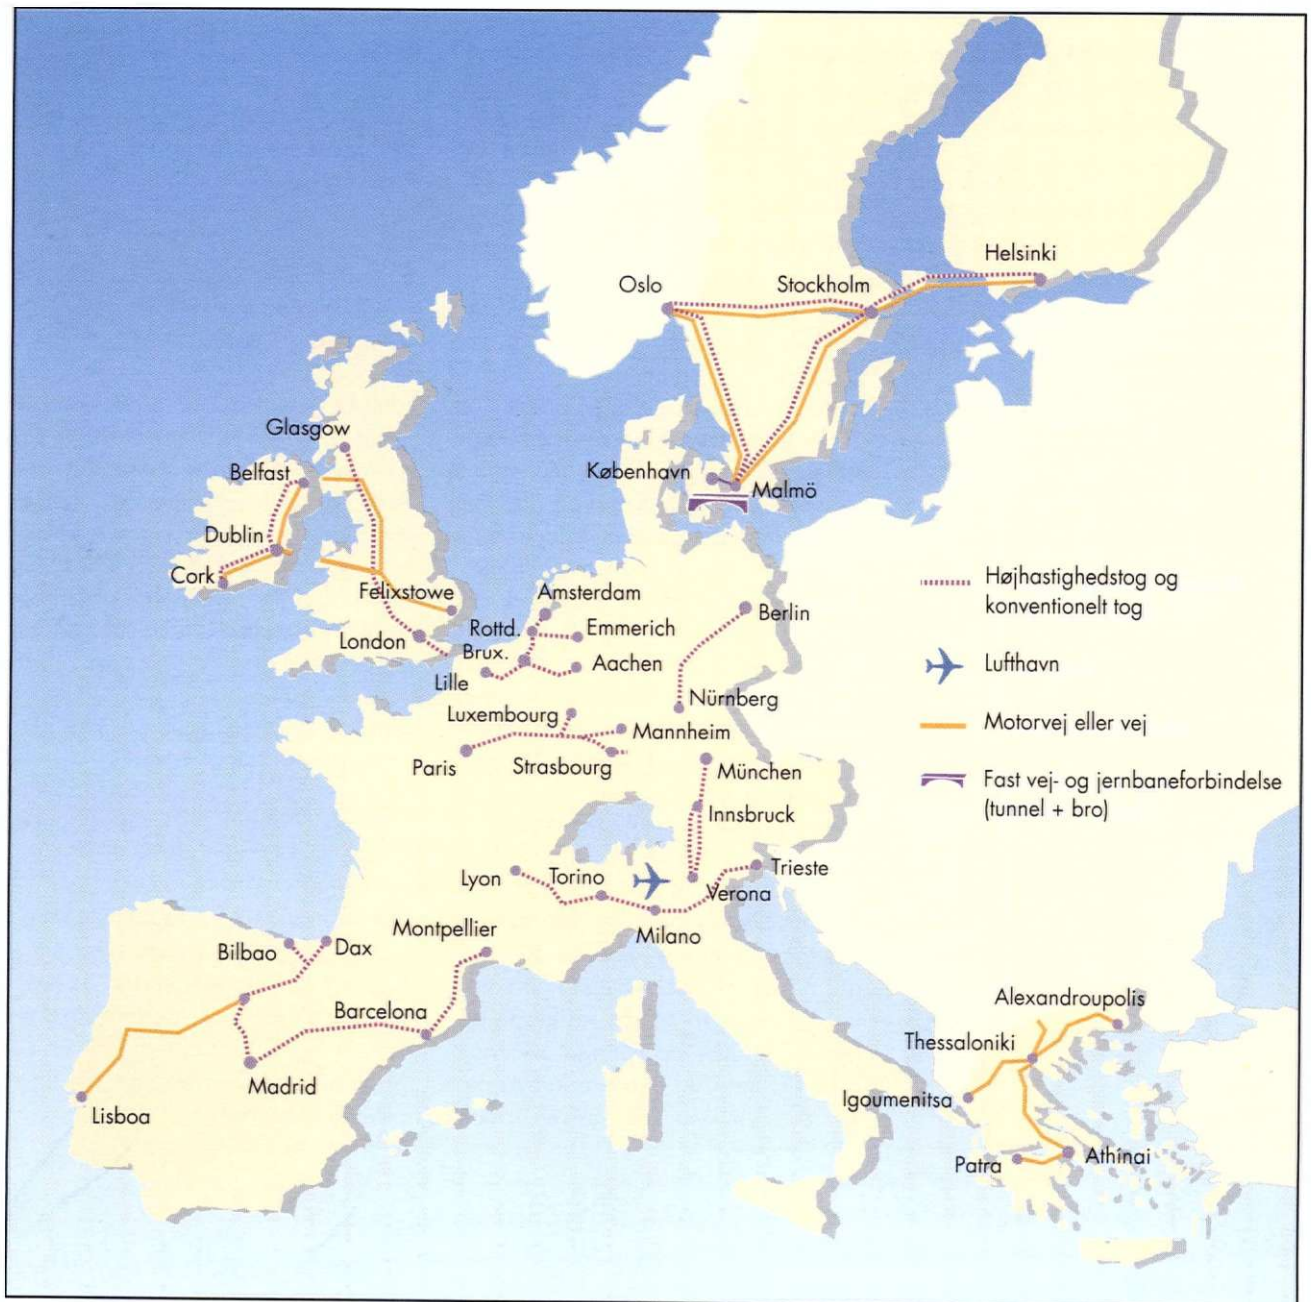 Helsinki
Oslo
Stockholm
Glasgow
Belfast
København
Malmö
Dublin
Cork
Felixstowe
Amsterdam
Højhastighedstog og
konventionelt tog
Berlin
Rottd.
Emmerich
London
Brux.
Aachen
Lufthavn
Lille
Nürnberg
Luxembourg
Mannheim
Motorvej eller vej
Paris
Strasbourg
München
Fast vej- og jernbaneforbindelse
(tunnel + bro)
Innsbruck
Lyon
Torino
Trieste
Verona
Montpellier
Milano
Bilbao
Dax
Alexandroupolis
Barcelona
Thessaloniki
Madrid
Igoumenitsa
Lisboa
Patra
Athinai